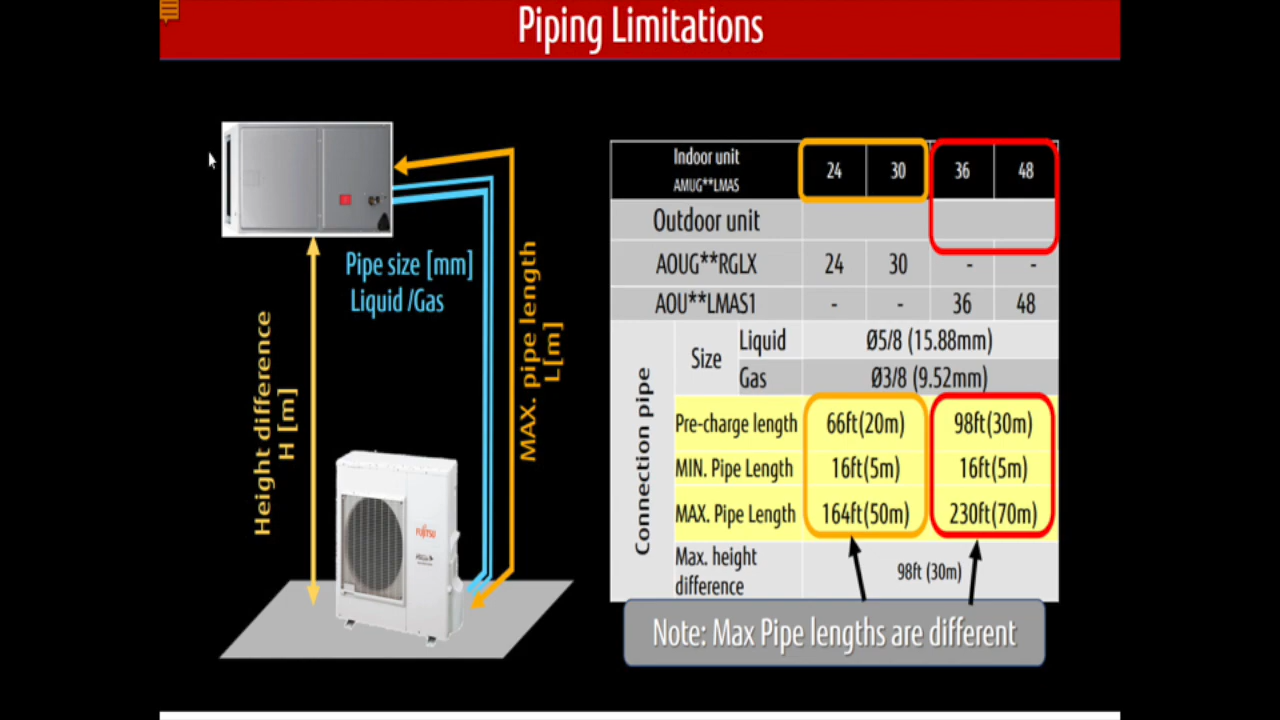 Piping Limitations
Pipe size [mm]
Liquid /Gas
Height difference
H [m]
MAX. pipe length
L[m]
FUJITSU
Indoor unit
AMUG**LMAS
24 30 36 48
Outdoor unit
AOUG**RGLX 24 30 - -
AOU**LMAS1 - - 36 48
Connection pipe
Size
Liquid Ø5/8 (15.88mm)
Gas Ø3/8 (9.52mm)
Pre-charge length 66ft(20m) 98ft(30m)
MIN. Pipe Length 16ft(5m) 16ft(5m)
MAX. Pipe Length 164ft(50m) 230ft(70m)
Max. height
difference
98ft (30m)
Note: Max Pipe lengths are different